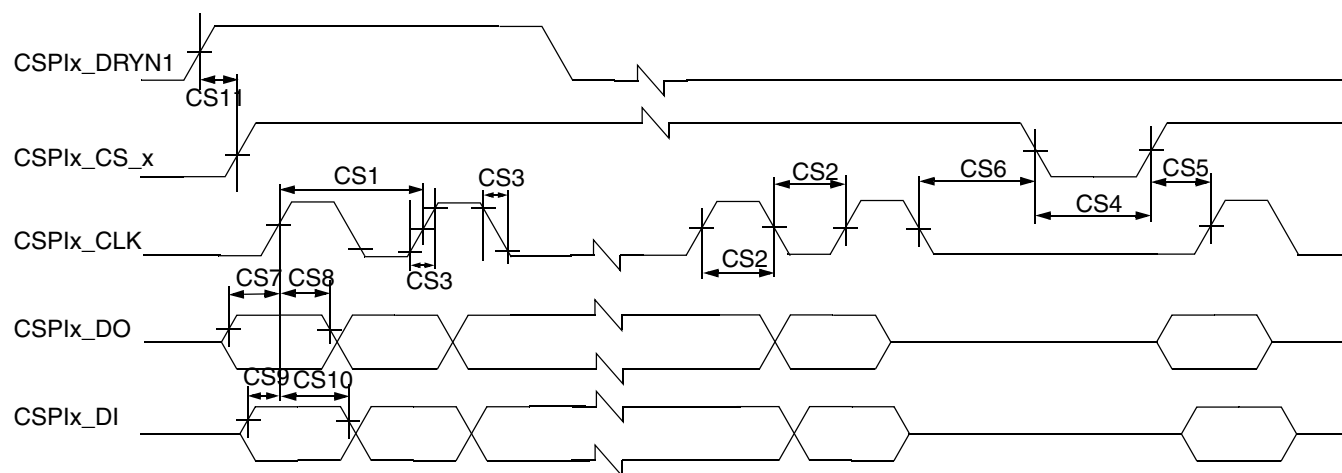 CSPIx_DRYN1
CS11
CSPIx_CS_x
CS1
CS3
CS2
CS6
CS5
CS4
CSPIx_CLK
CS3
CS2
CS7
CS8
CSPIx_DO
CS9
CS10
CSPIx_DI